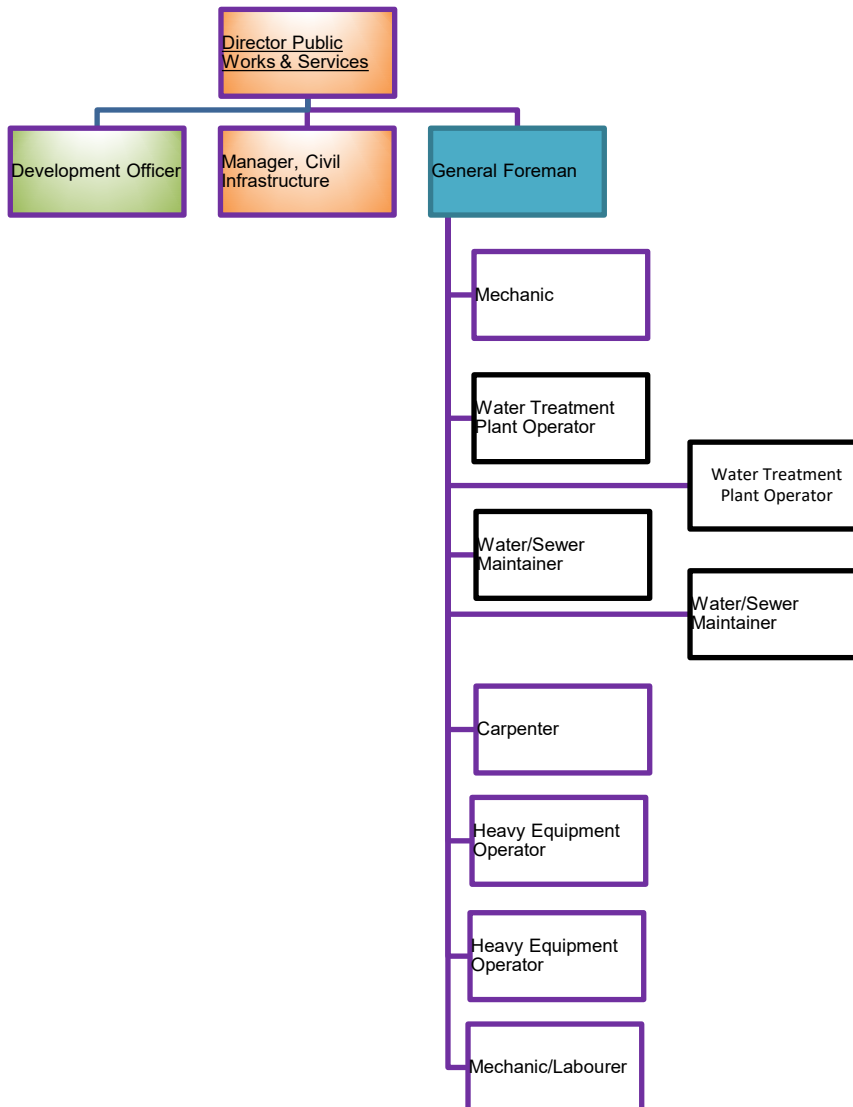 Director Public
Works & Services
Development Officer
Manager, Civil
Infrastructure
General Foreman
Mechanic
Water Treatment
Plant Operator
Water Treatment
Plant Operator
Water/Sewer
Maintainer
Water/Sewer
Maintainer
Carpenter
Heavy Equipment
Operator
Heavy Equipment
Operator
Mechanic/Labourer